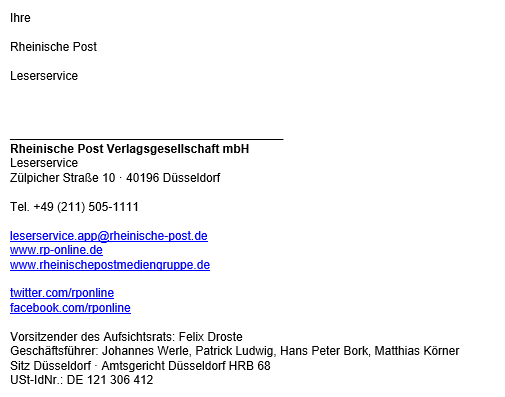 Ihre
Rheinische Post
Leserservice
Rheinische Post Verlagsgesellschaft mbH
Leserservice
Zülpicher Straße 10 · 40196 Düsseldorf
Tel. +49 (211) 505-1111
leserservice.app@rheinische-post.de
www.rp-online.de
www.rheinischepostmediengruppe.de
twitter.com/rponline
facebook.com/rponline
Vorsitzender des Aufsichtsrats: Felix Droste
Geschäftsführer: Johannes Werle, Patrick Ludwig, Hans Peter Bork, Matthias Körner
Sitz Düsseldorf · Amtsgericht Düsseldorf HRB 68
USt-IdNr.: DE 121 306 412